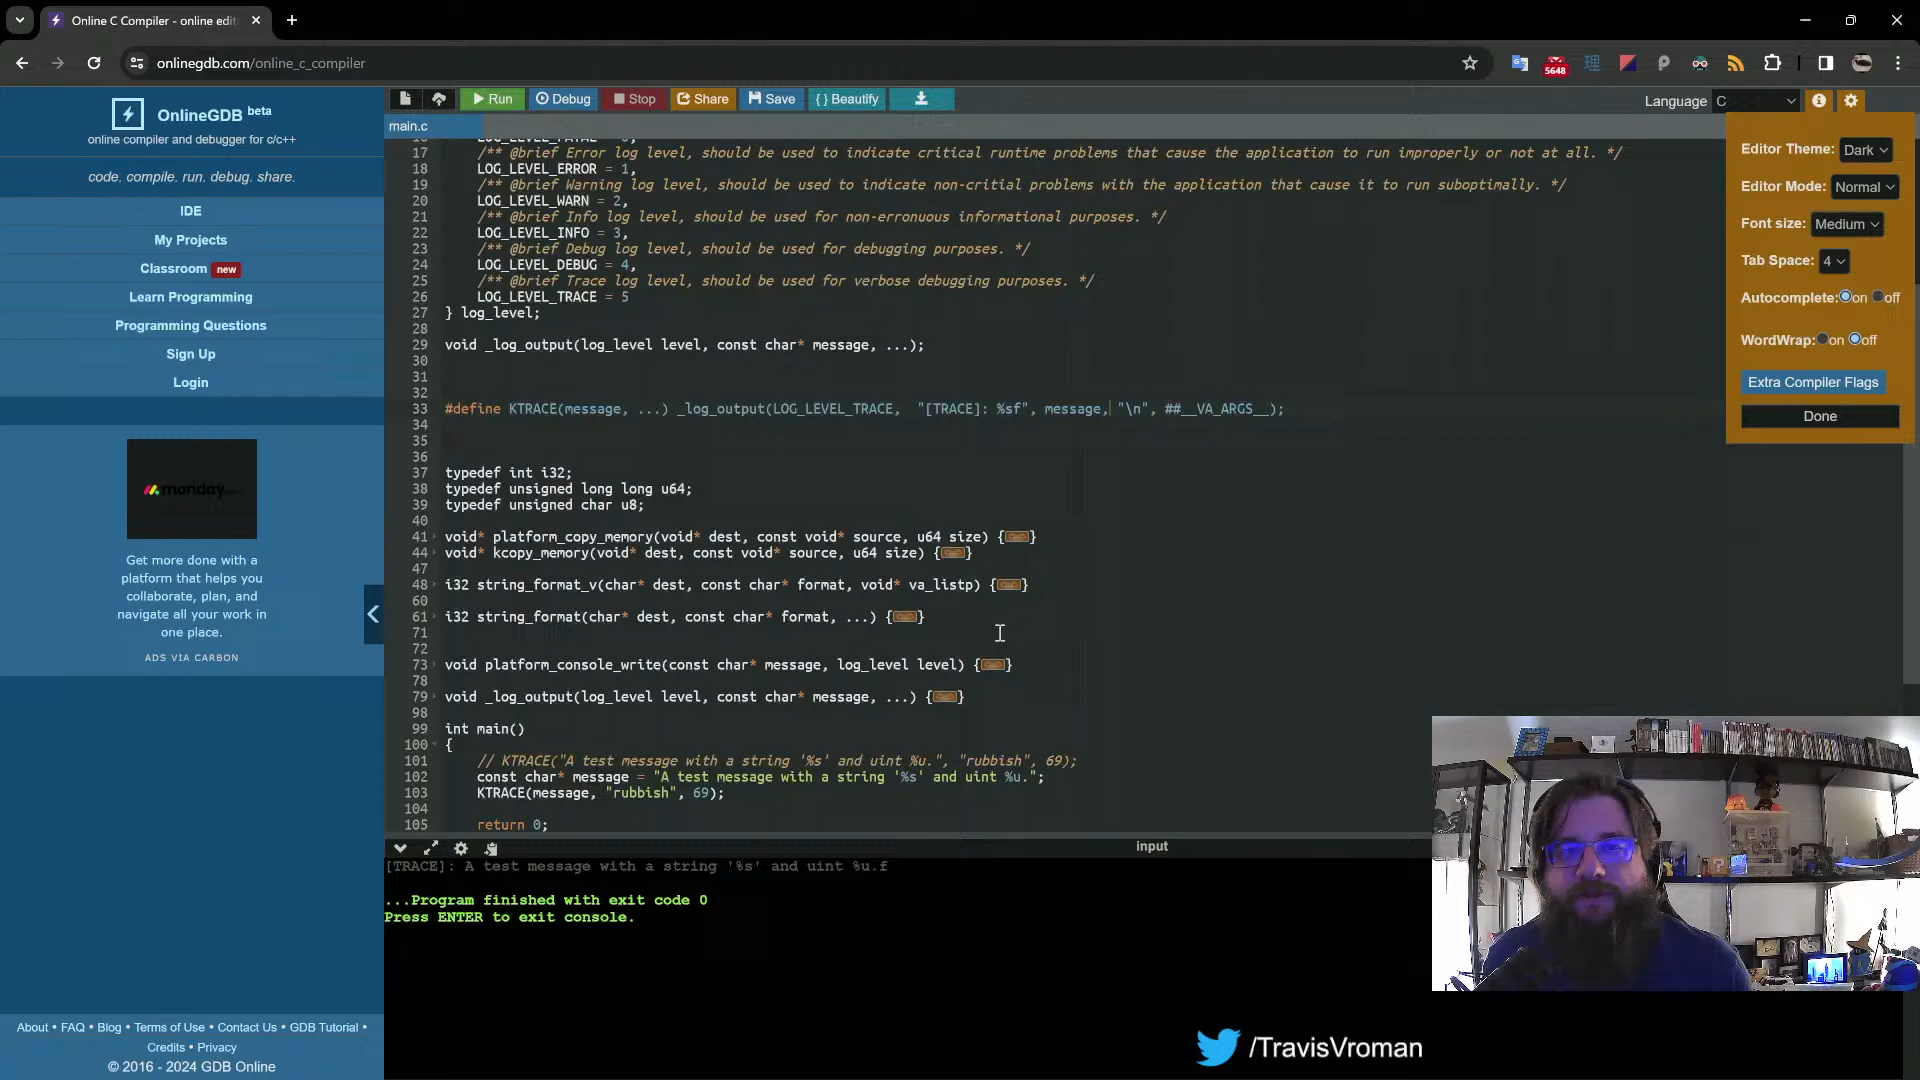 Online C Compiler - online edit
onlinegdb.com/online_c_compiler
5648
OnlineGDB beta
online compiler and debugger for c/c++
code. compile. run. debug. share.
IDE
My Projects
Classroom new
Learn Programming
Programming Questions
Sign Up
Login
monday
Get more done with a
platform that helps you
collaborate, plan, and
navigate all your work in
one place.
ADS VIA CARBON
About • FAQ • Blog • Terms of Use • Contact Us • GDB Tutorial •
Credits • Privacy
© 2016 - 2024 GDB Online
Run Debug Stop Share Save { } Beautify
Language C
main.c
17 /** @brief Error log level, should be used to indicate critical runtime problems that cause the application to run improperly or not at all. */
18 LOG_LEVEL_ERROR = 1,
19 /** @brief Warning log level, should be used to indicate non-critial problems with the application that cause it to run suboptimally. */
20 LOG_LEVEL_WARN = 2,
21 /** @brief Info log level, should be used for non-erronuous informational purposes. */
22 LOG_LEVEL_INFO = 3,
23 /** @brief Debug log level, should be used for debugging purposes. */
24 LOG_LEVEL_DEBUG = 4,
25 /** @brief Trace log level, should be used for verbose debugging purposes. */
26 LOG_LEVEL_TRACE = 5
27 } log_level;
28
29 void _log_output(log_level level, const char* message, ...);
30
31
32
33 #define KTRACE(message, ...) _log_output(LOG_LEVEL_TRACE, "[TRACE]: %sf", message, "\n", ##__VA_ARGS__);
34
35
36
37 typedef int i32;
38 typedef unsigned long long u64;
39 typedef unsigned char u8;
40
41 void* platform_copy_memory(void* dest, const void* source, u64 size) {}
44 void* kcopy_memory(void* dest, const void* source, u64 size) {}
47
48 i32 string_format_v(char* dest, const char* format, void* va_listp) {}
60
61 i32 string_format(char* dest, const char* format, ...) {}
71
72
73 void platform_console_write(const char* message, log_level level) {}
78
79 void _log_output(log_level level, const char* message, ...) {}
98
99 int main()
100 {
101 // KTRACE("A test message with a string '%s' and uint %u.", "rubbish", 69);
102 const char* message = "A test message with a string '%s' and uint %u.";
103 KTRACE(message, "rubbish", 69);
104
105 return 0;
Editor Theme: Dark
Editor Mode: Normal
Font size: Medium
Tab Space: 4
Autocomplete: on off
WordWrap: on off
Extra Compiler Flags
Done
input
[TRACE]: A test message with a string '%s' and uint %u.f
...Program finished with exit code 0
Press ENTER to exit console.
/TravisVroman